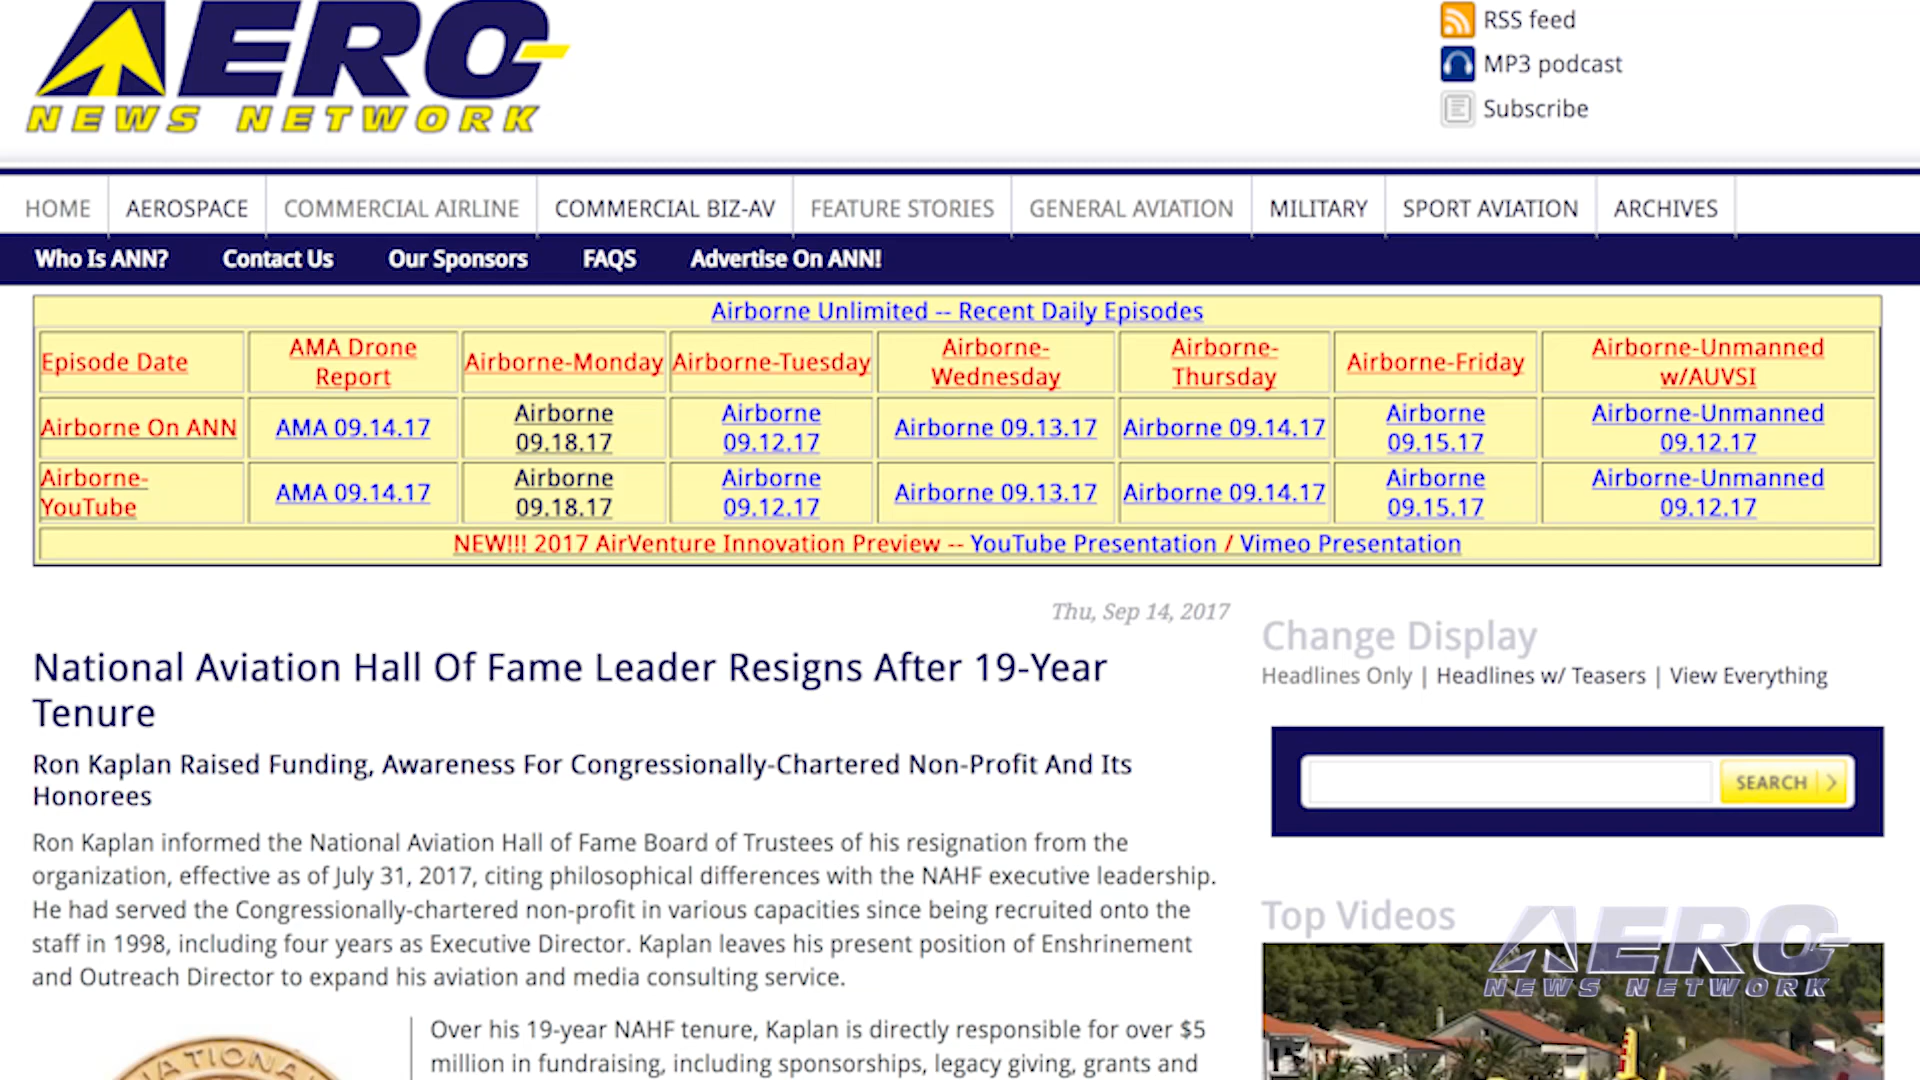 AERO-
NEWS NETWORK
RSS feed
MP3 podcast
Subscribe
HOME AEROSPACE COMMERCIAL AIRLINE COMMERCIAL BIZ-AV FEATURE STORIES GENERAL AVIATION MILITARY SPORT AVIATION ARCHIVES
Who Is ANN? Contact Us Our Sponsors FAQS Advertise On ANN!
Airborne Unlimited -- Recent Daily Episodes
Episode Date AMA Drone Report Airborne-Monday Airborne-Tuesday Airborne-Wednesday Airborne-Thursday Airborne-Friday Airborne-Unmanned w/AUVSI
Airborne On ANN AMA 09.14.17 Airborne 09.18.17 Airborne 09.12.17 Airborne 09.13.17 Airborne 09.14.17 Airborne 09.15.17 Airborne-Unmanned 09.12.17
Airborne-YouTube AMA 09.14.17 Airborne 09.18.17 Airborne 09.12.17 Airborne 09.13.17 Airborne 09.14.17 Airborne 09.15.17 Airborne-Unmanned 09.12.17
NEW!!! 2017 AirVenture Innovation Preview -- YouTube Presentation / Vimeo Presentation
Thu, Sep 14, 2017
National Aviation Hall Of Fame Leader Resigns After 19-Year
Tenure
Ron Kaplan Raised Funding, Awareness For Congressionally-Chartered Non-Profit And Its
Honorees
Ron Kaplan informed the National Aviation Hall of Fame Board of Trustees of his resignation from the
organization, effective as of July 31, 2017, citing philosophical differences with the NAHF executive leadership.
He had served the Congressionally-chartered non-profit in various capacities since being recruited onto the
staff in 1998, including four years as Executive Director. Kaplan leaves his present position of Enshrinement
and Outreach Director to expand his aviation and media consulting service.
NATIONAL
Over his 19-year NAHF tenure, Kaplan is directly responsible for over $5
million in fundraising, including sponsorships, legacy giving, grants and
Change Display
Headlines Only | Headlines w/ Teasers | View Everything
SEARCH
Top Videos
AERO-
NEWS NETWORK